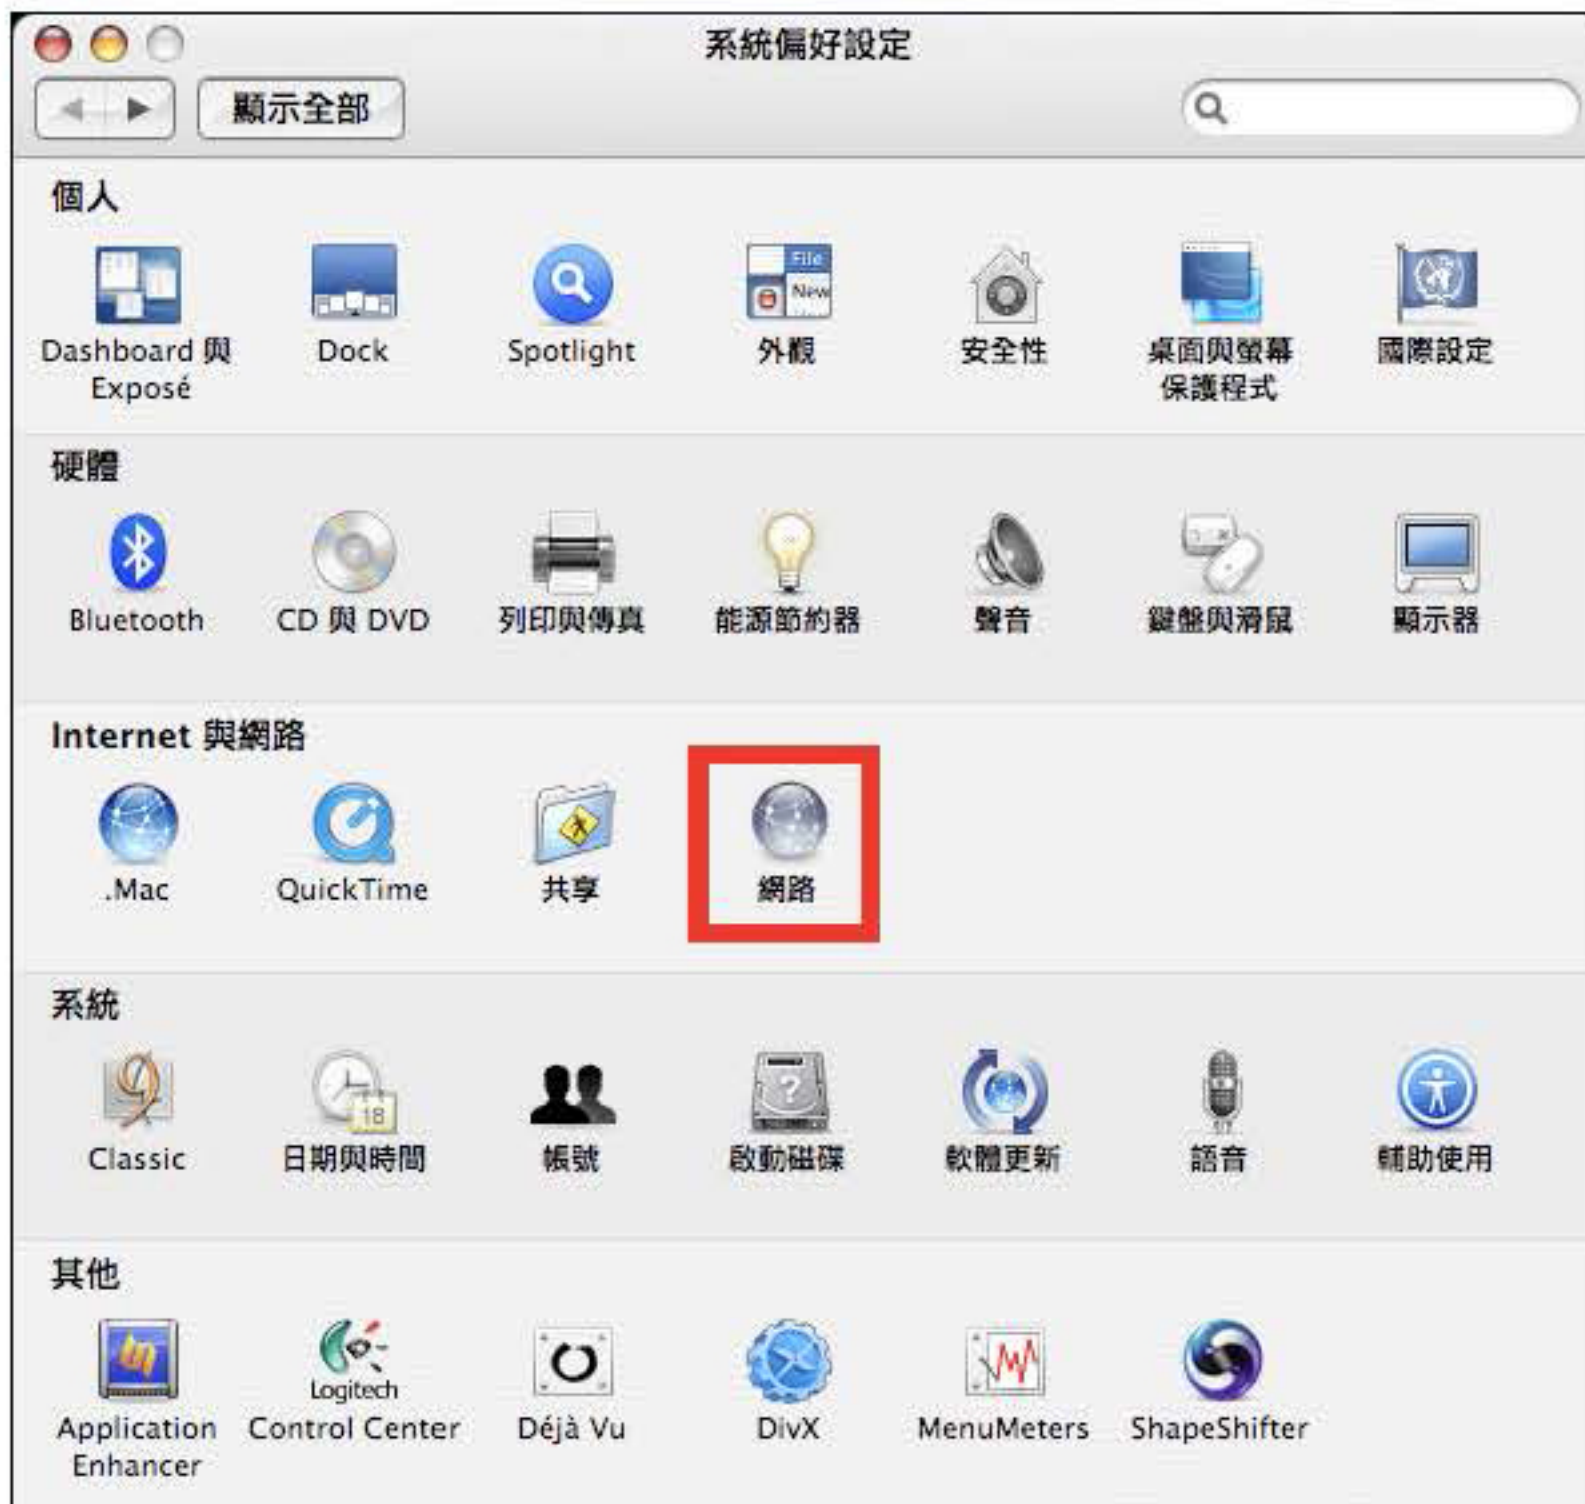 系統偏好設定
顯示全部
個人
File
New
Dashboard 與
Exposé
Dock
Spotlight
外觀
安全性
桌面與螢幕
保護程式
國際設定
硬體
Bluetooth
CD 與 DVD
列印與傳真
能源節約器
聲音
鍵盤與滑鼠
顯示器
Internet 與網路
.Mac
QuickTime
共享
網路
系統
9
18
?
Classic
日期與時間
帳號
啟動磁碟
軟體更新
語音
輔助使用
其他
Application
Enhancer
Logitech
Control Center
Déjà Vu
DivX
MenuMeters
ShapeShifter